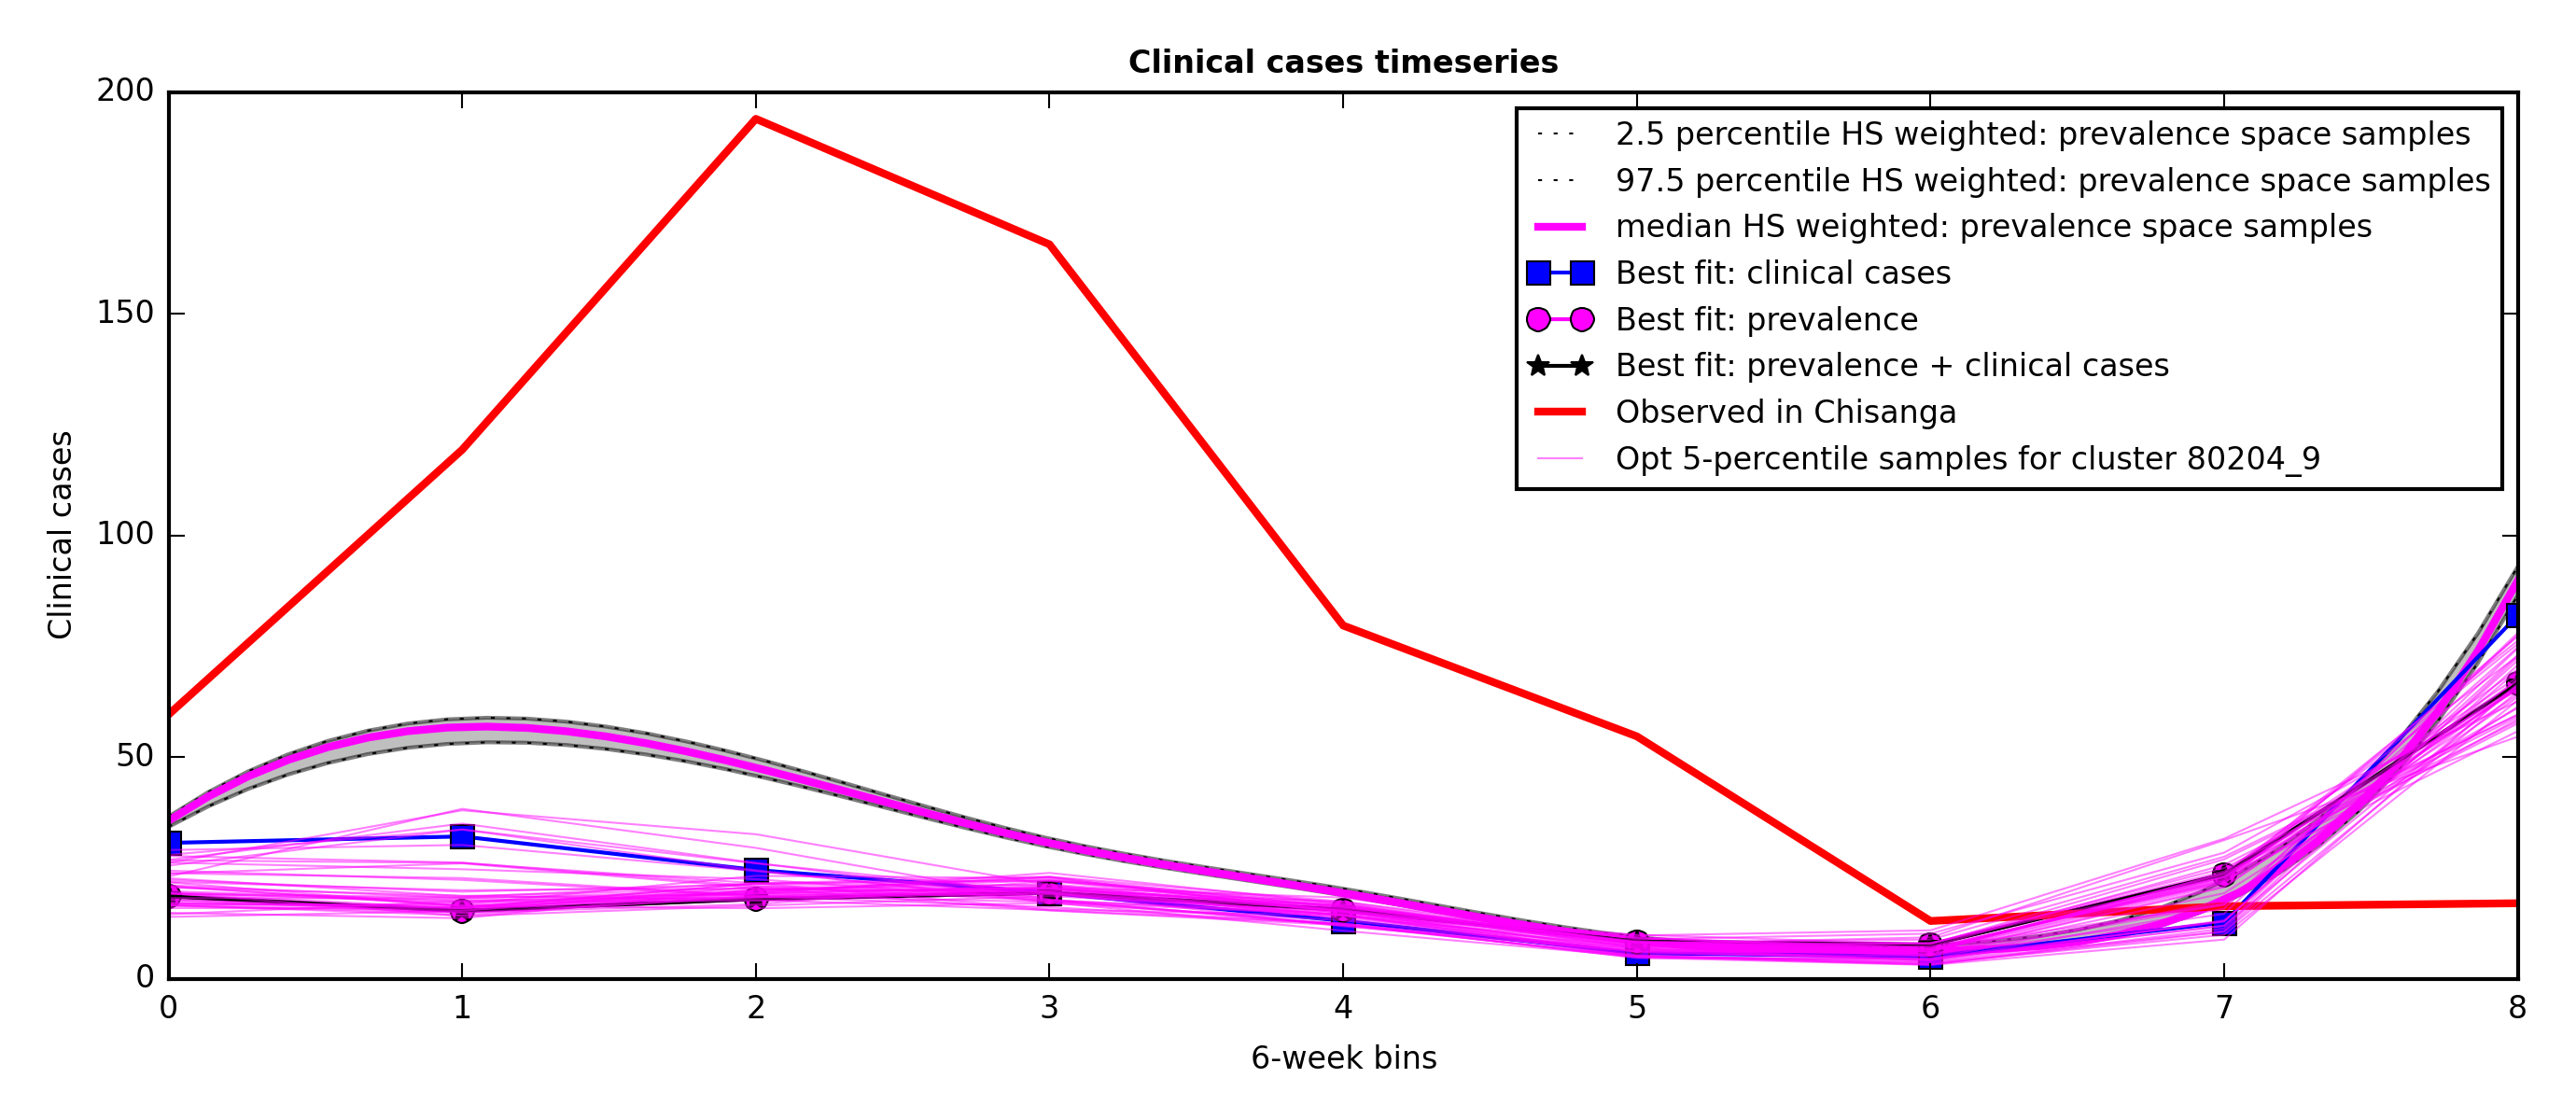 Clinical cases timeseries
200
150
100
50
0
Clinical cases
2.5 percentile HS weighted: prevalence space samples
97.5 percentile HS weighted: prevalence space samples
median HS weighted: prevalence space samples
Best fit: clinical cases
Best fit: prevalence
Best fit: prevalence + clinical cases
Observed in Chisanga
Opt 5-percentile samples for cluster 80204_9
0 1 2 3 4 5 6 7 8
6-week bins